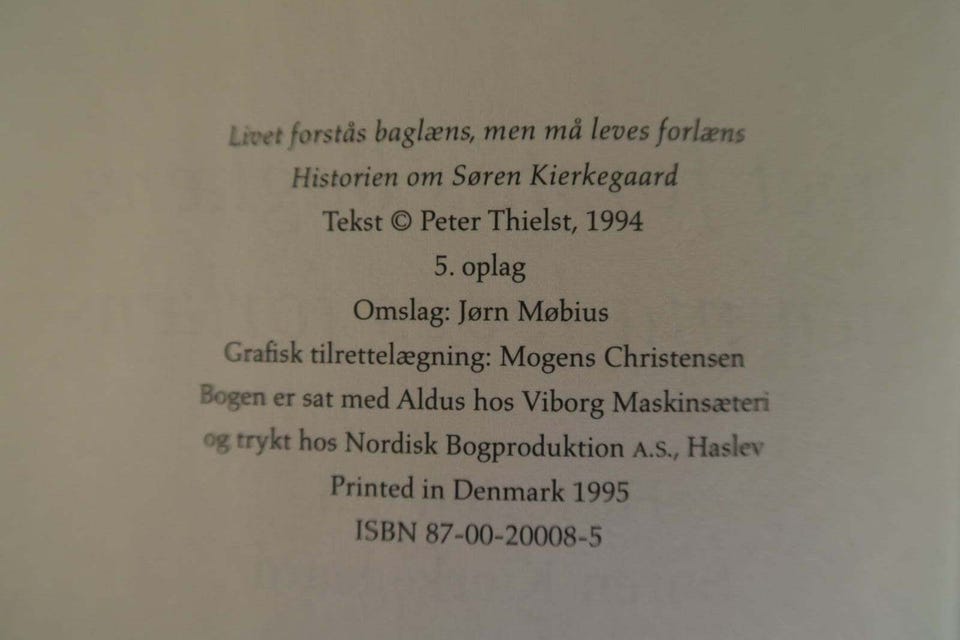 Livet forstås baglæns, men må leves forlæns
Historien om Søren Kierkegaard
Tekst © Peter Thielst, 1994
5. oplag
Omslag: Jørn Møbius
Grafisk tilrettelægning: Mogens Christensen
Bogen er sat med Aldus hos Viborg Maskinsæteri
og trykt hos Nordisk Bogproduktion A.S., Haslev
Printed in Denmark 1995
ISBN 87-00-20008-5